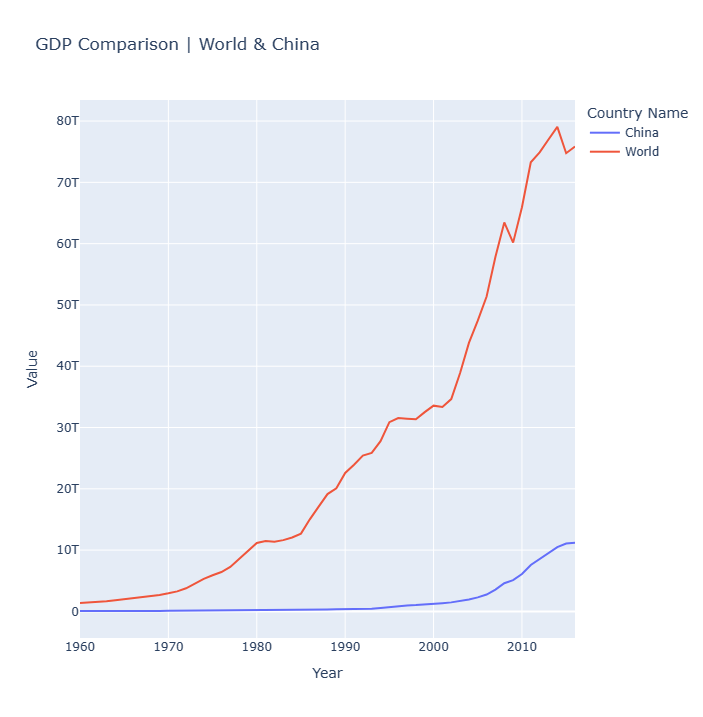 GDP Comparison | World & China
Country Name
China
World
80T
70T
60T
50T
40T
30T
20T
10T
0
Value
1960
1970
1980
1990
2000
2010
Year